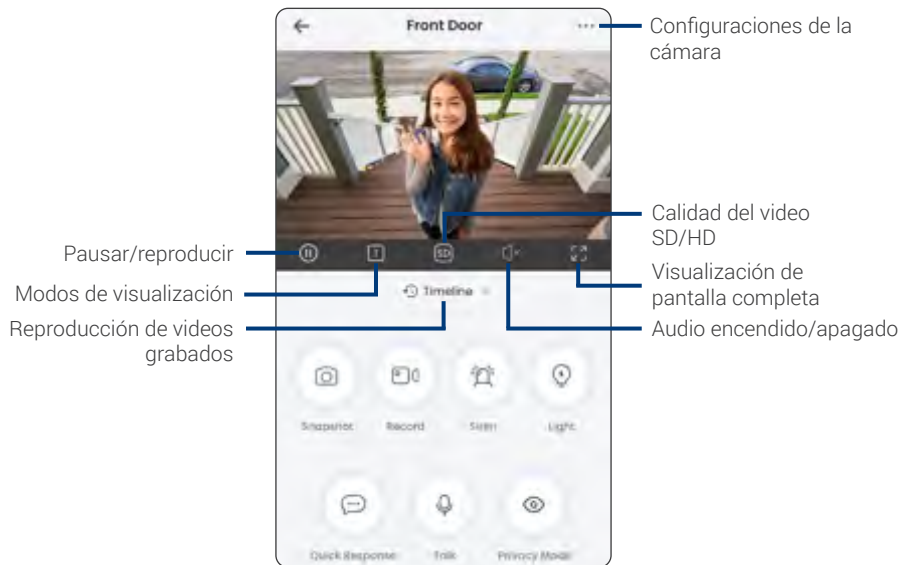 Front Door
Configuraciones de la
cámara
Calidad del video
SD/HD
Pausar/reproducir
SD
Visualización de
pantalla completa
Modos de visualización
Timeline
Reproducción de videos
grabados
Audio encendido/apagado
Snapshot
Record
Siren
Light
Quick Response
Talk
Privacy Mode